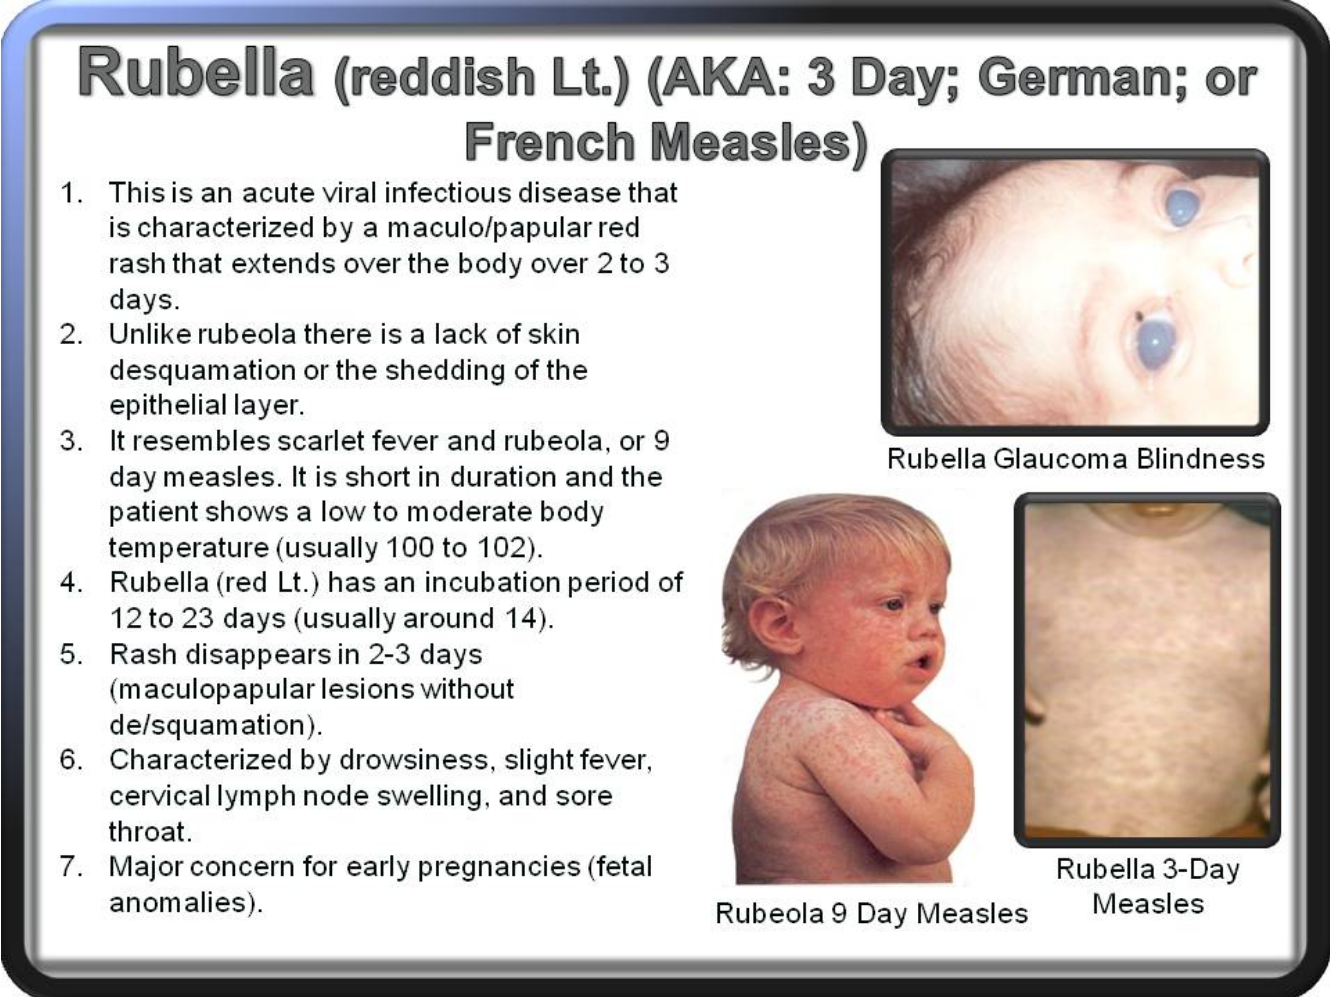 Rubella (reddish Lt.) (AKA: 3 Day; German; or
French Measles)
1. This is an acute viral infectious disease that
is characterized by a maculo/papular red
rash that extends over the body over 2 to 3
days.
2. Unlike rubeola there is a lack of skin
desquamation or the shedding of the
epithelial layer.
3. It resembles scarlet fever and rubeola, or 9
day measles. It is short in duration and the
patient shows a low to moderate body
temperature (usually 100 to 102).
4. Rubella (red Lt.) has an incubation period of
12 to 23 days (usually around 14).
5. Rash disappears in 2-3 days
(maculopapular lesions without
de/squamation).
6. Characterized by drowsiness, slight fever,
cervical lymph node swelling, and sore
throat.
7. Major concern for early pregnancies (fetal
anomalies).
Rubella Glaucoma Blindness
Rubeola 9 Day Measles
Rubella 3-Day
Measles